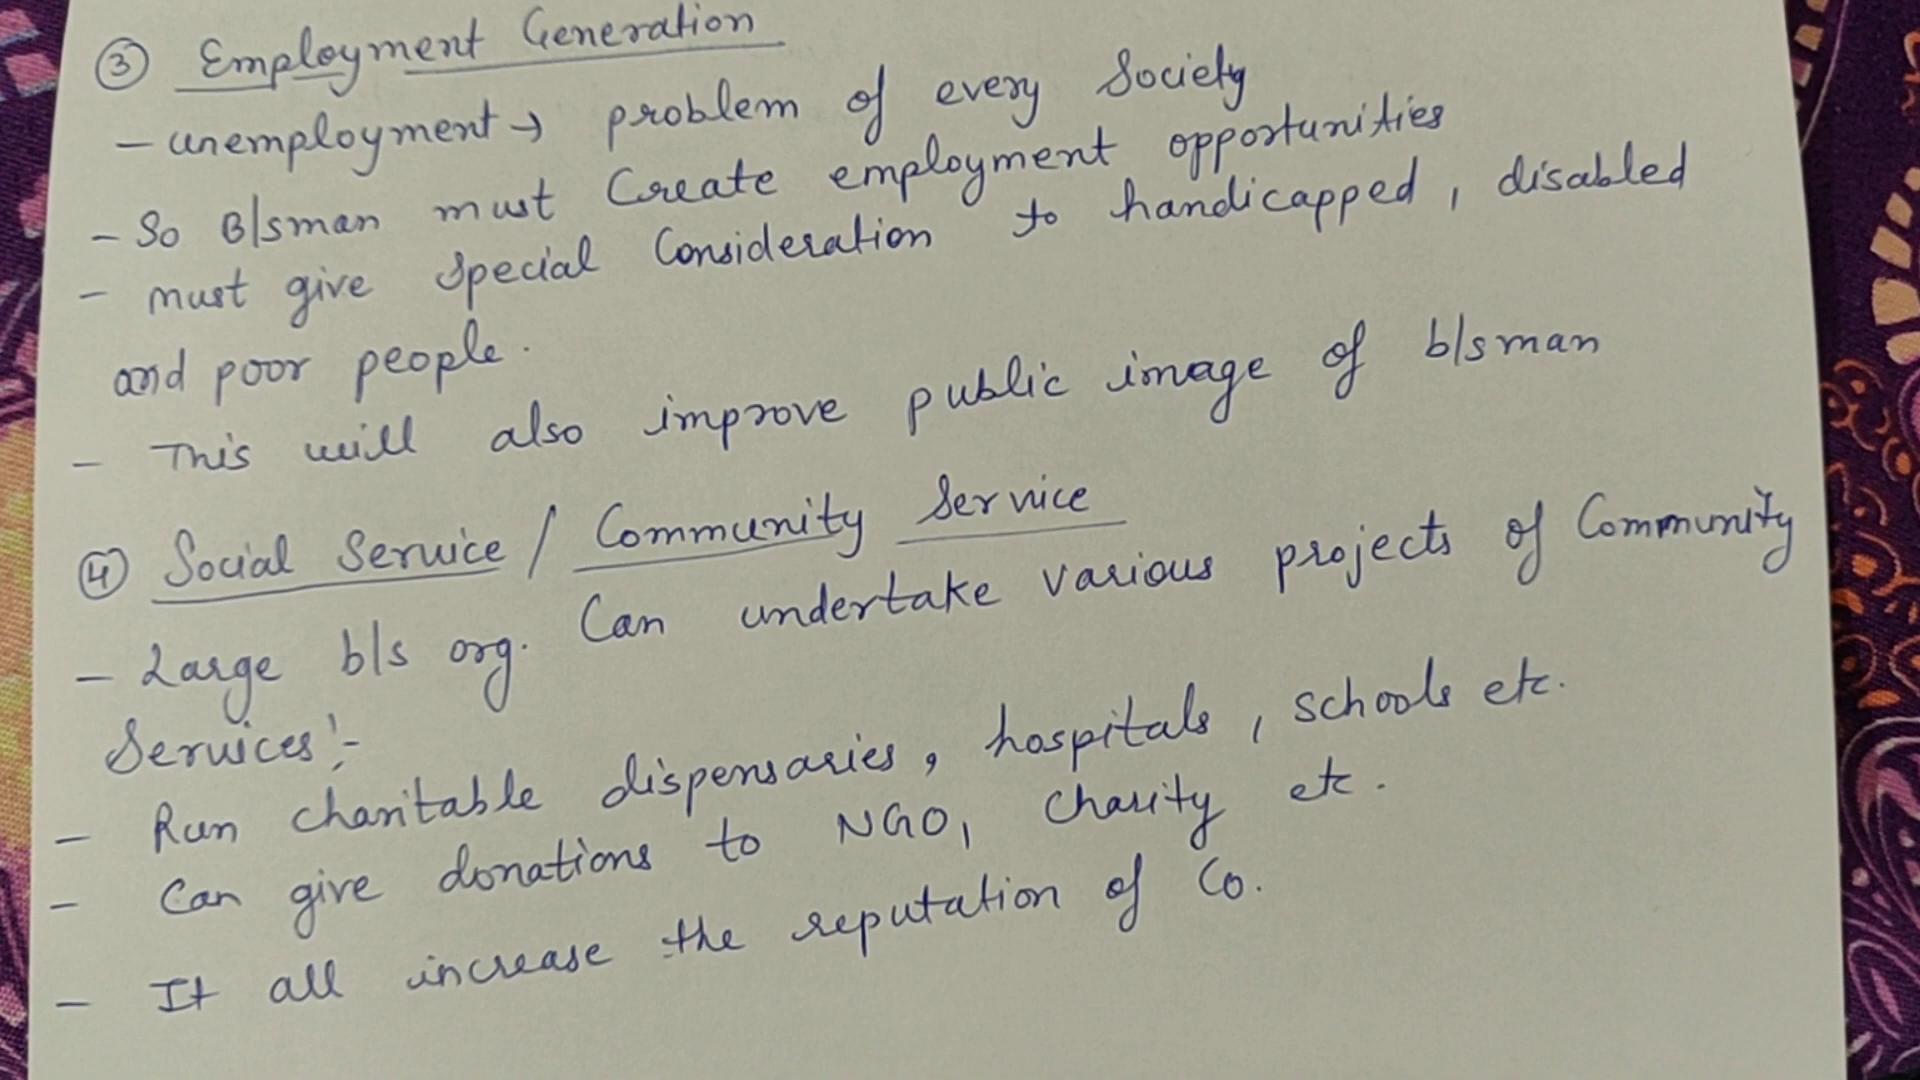 ③ Employment Generation
- unemployment → problem of every Society
- So B/sman must Create employment opportunities
- must give Special Consideration to handicapped, disabled
and poor people.
- This will also improve public image of b/sman
④ Social Service / Community Service
- Large b/s org. Can undertake various projects of Community
Services:-
- Run charitable dispensaries, hospitals, schools etc.
- Can give donations to NGO, Charity etc.
- It all increase the reputation of Co.